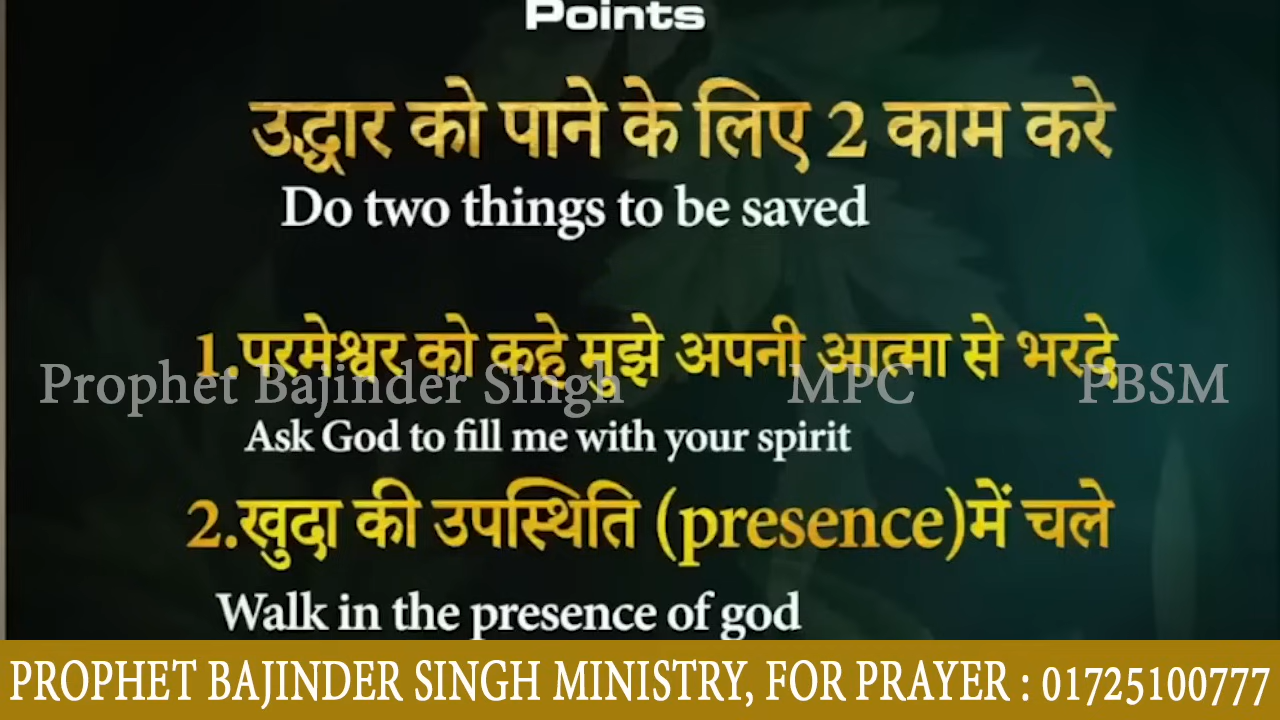 Points
उद्धार को पाने के लिए 2 काम करे
Do two things to be saved
1.परमेश्वर को कहे मुझे अपनी आत्मा से भरदे
Prophet Bajinder Singh MPC PBSM
Ask God to fill me with your spirit
2.खुदा की उपस्थिति (presence)में चले
Walk in the presence of god
PROPHET BAJINDER SINGH MINISTRY, FOR PRAYER : 01725100777